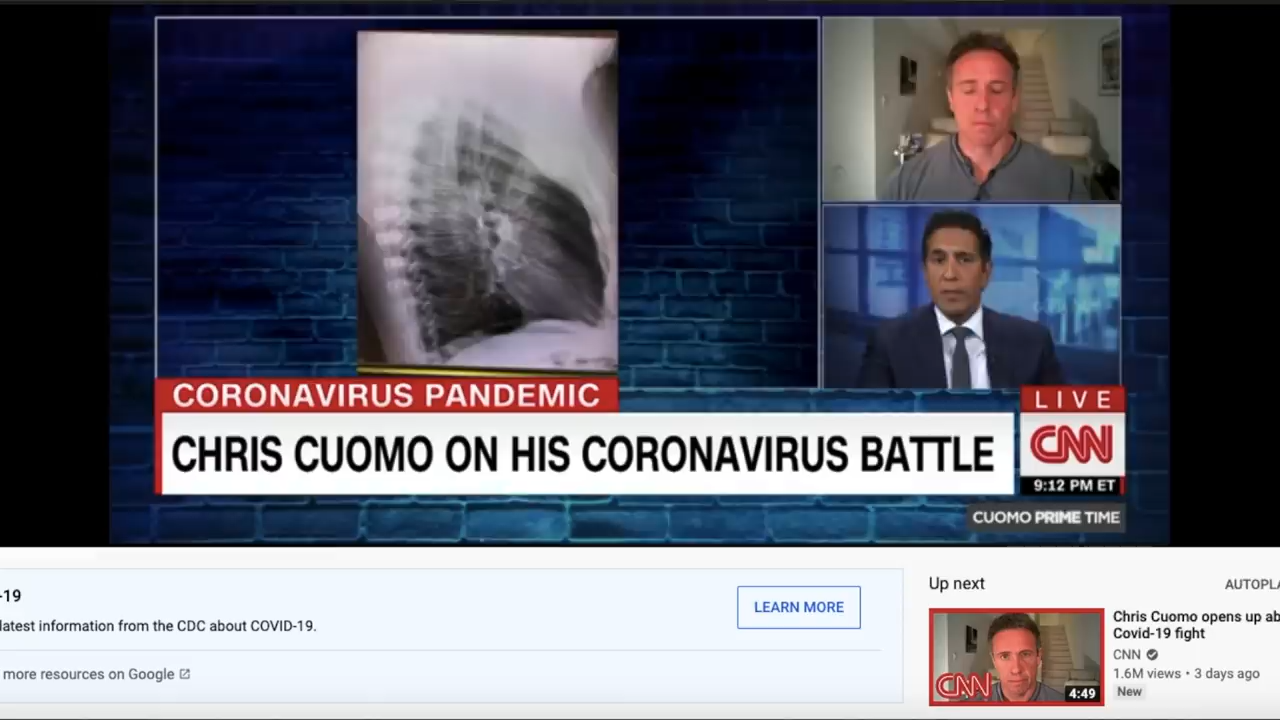 CORONAVIRUS PANDEMIC
CHRIS CUOMO ON HIS CORONAVIRUS BATTLE
LIVE
CNN
9:12 PM ET
CUOMO PRIME TIME
-19
latest information from the CDC about COVID-19.
LEARN MORE
more resources on Google
Up next
AUTOPLA
CNN
4:49
Chris Cuomo opens up ab
Covid-19 fight
CNN
1.6M views • 3 days ago
New